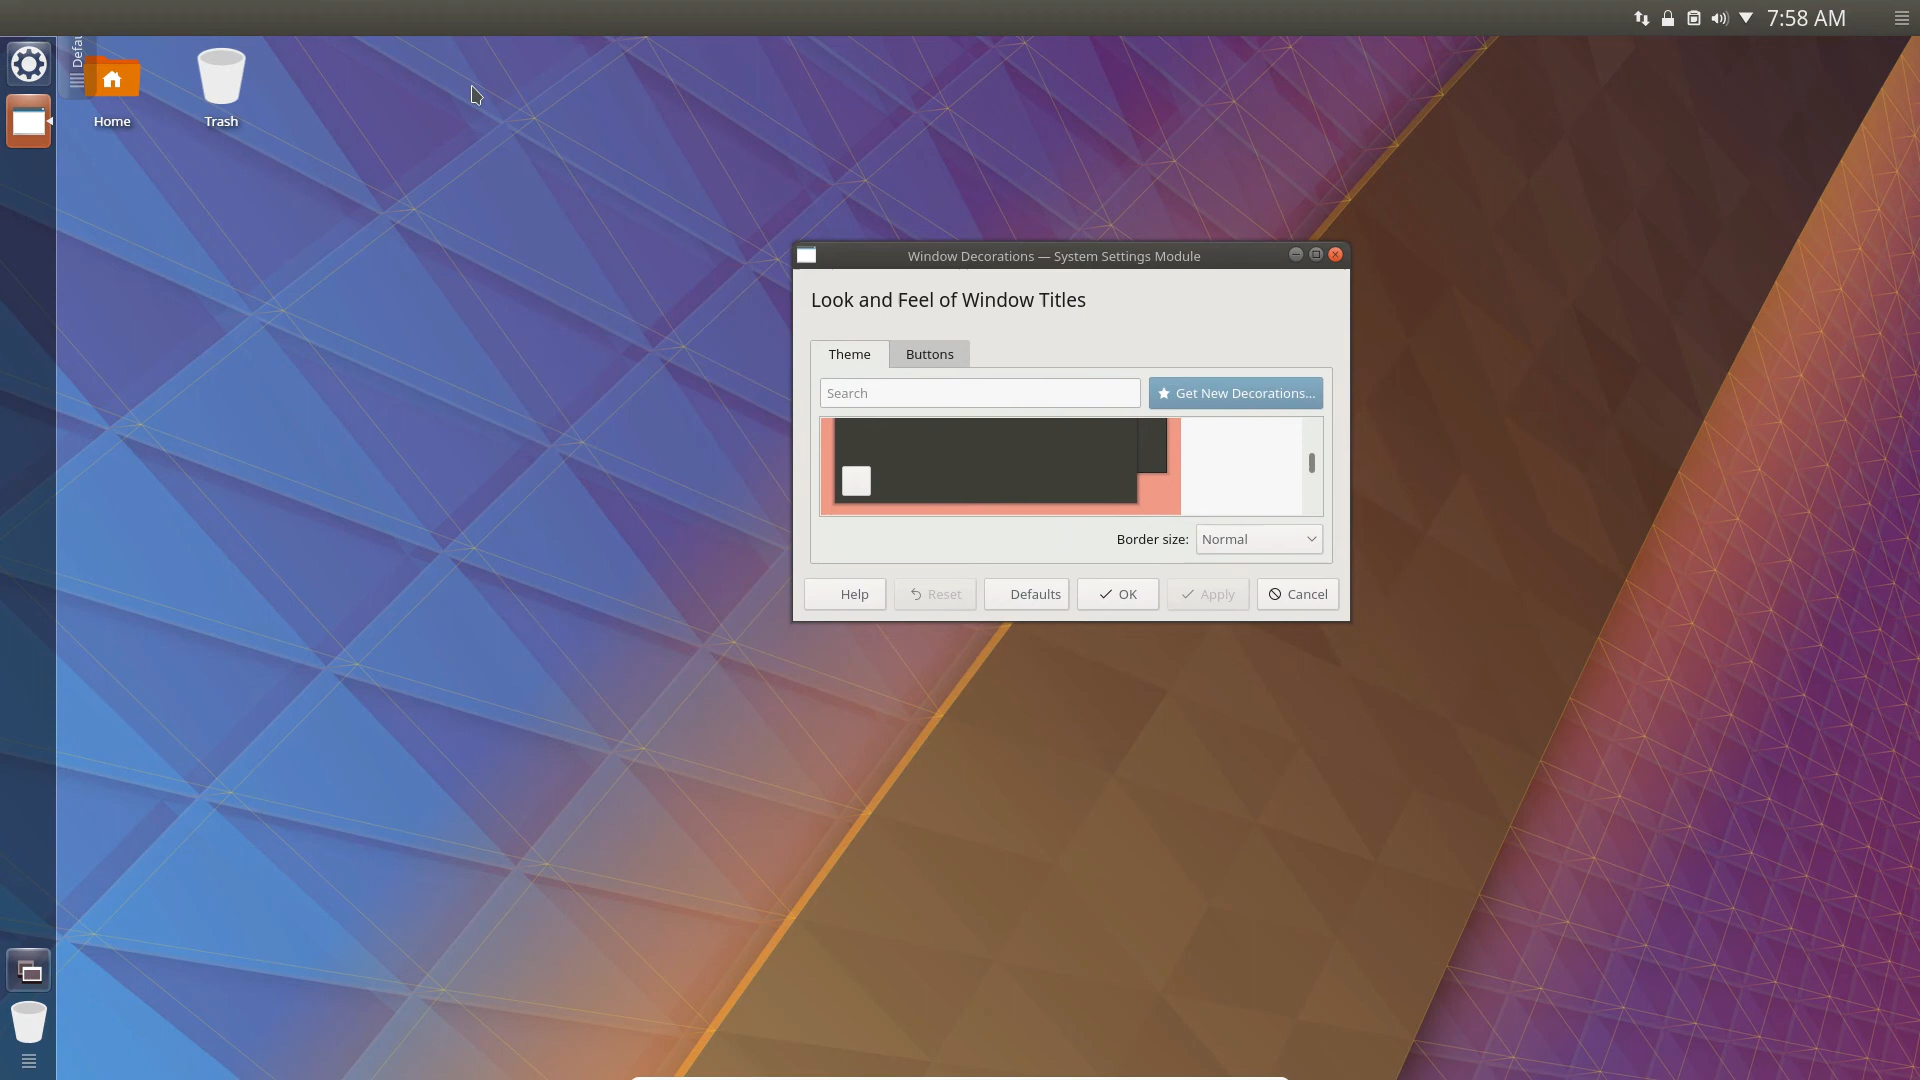 7:58 AM
Defau
Home
Trash
Window Decorations — System Settings Module
Look and Feel of Window Titles
Theme
Buttons
Search
Get New Decorations...
Border size:
Normal
Help
Reset
Defaults
OK
Apply
Cancel